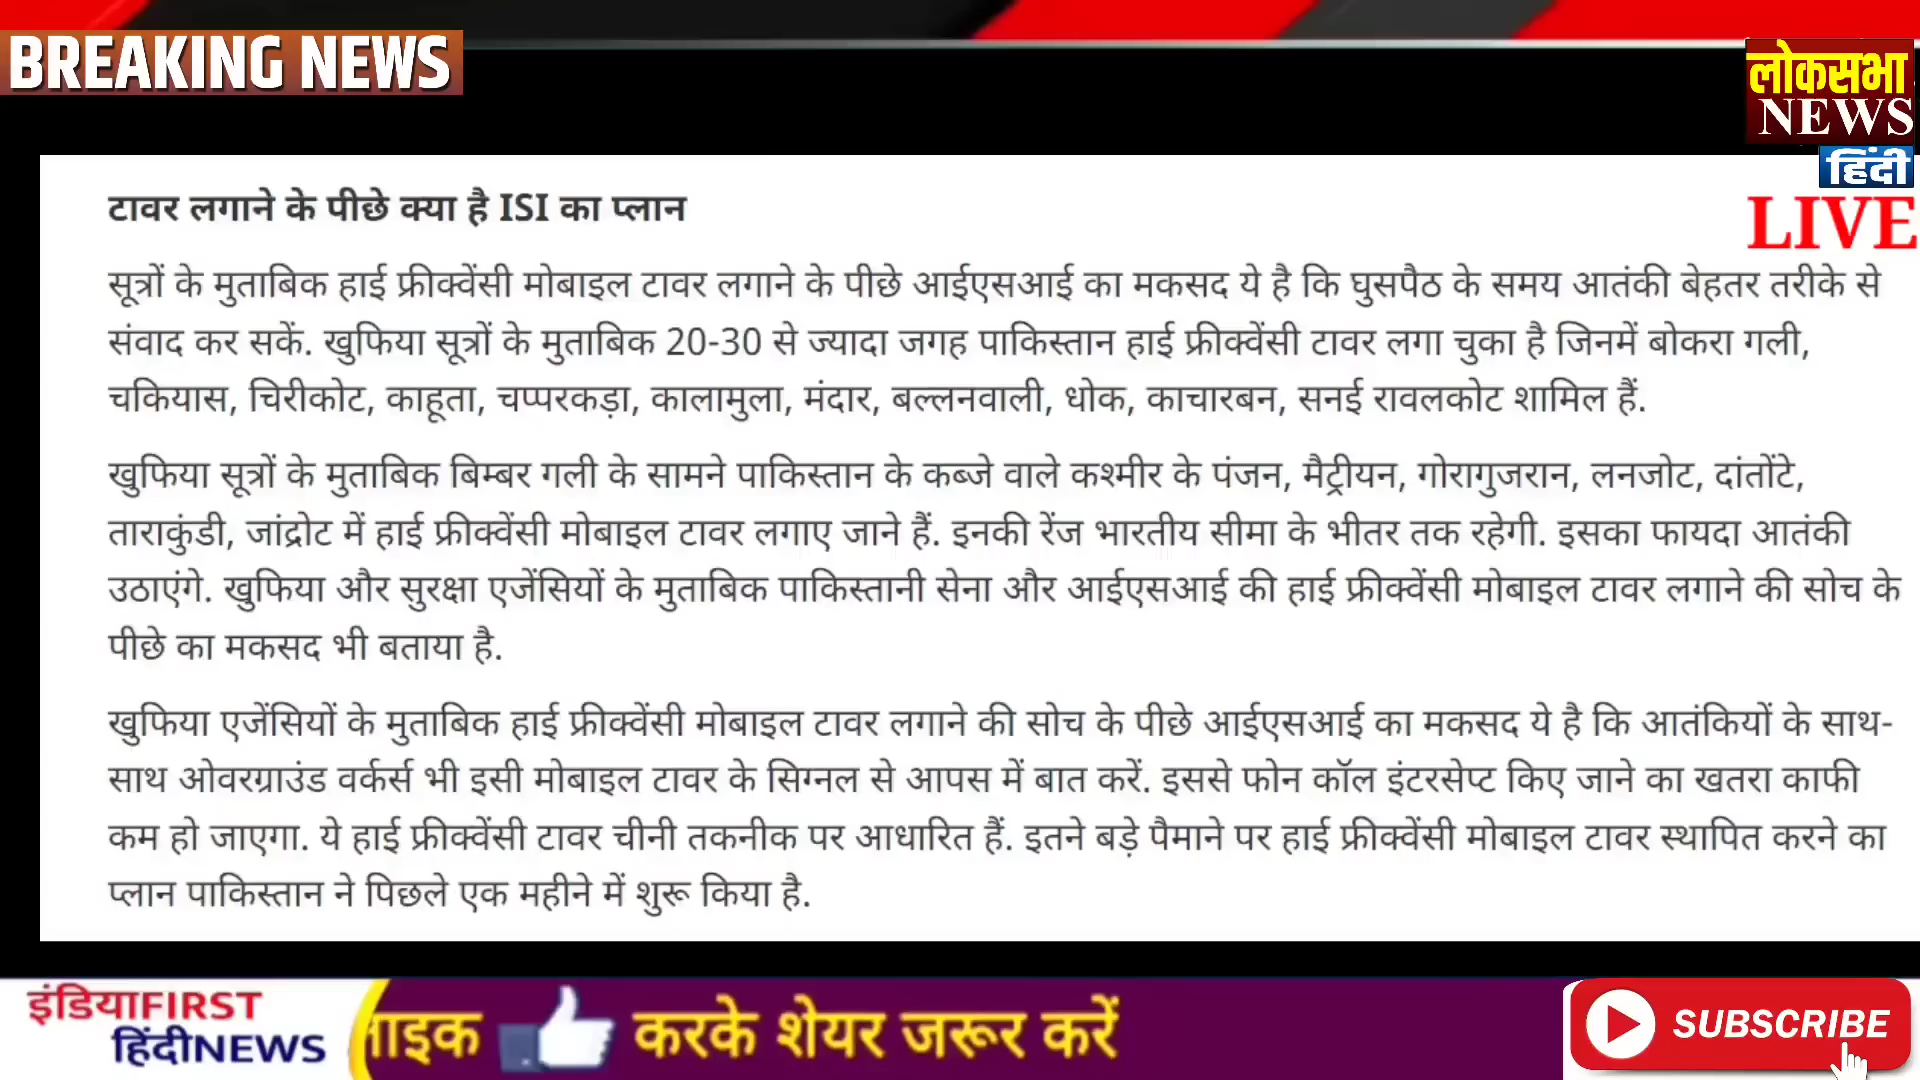 BREAKING NEWS
लोकसभा
NEWS
हिंदी
LIVE
टावर लगाने के पीछे क्या है ISI का प्लान
सूत्रों के मुताबिक हाई फ्रीक्वेंसी मोबाइल टावर लगाने के पीछे आईएसआई का मकसद ये है कि घुसपैठ के समय आतंकी बेहतर तरीके से
संवाद कर सकें. खुफिया सूत्रों के मुताबिक 20-30 से ज्यादा जगह पाकिस्तान हाई फ्रीक्वेंसी टावर लगा चुका है जिनमें बोकरा गली,
चकियास, चिरीकोट, काहूता, चप्परकड़ा, कालामुला, मंदार, बल्लनवाली, धोक, काचारबन, सनई रावलकोट शामिल हैं.
खुफिया सूत्रों के मुताबिक बिम्बर गली के सामने पाकिस्तान के कब्जे वाले कश्मीर के पंजन, मैट्रीयन, गोरागुजरान, लनजोट, दांतोंटे,
ताराकुंडी, जांद्रोट में हाई फ्रीक्वेंसी मोबाइल टावर लगाए जाने हैं. इनकी रेंज भारतीय सीमा के भीतर तक रहेगी. इसका फायदा आतंकी
उठाएंगे. खुफिया और सुरक्षा एजेंसियों के मुताबिक पाकिस्तानी सेना और आईएसआई की हाई फ्रीक्वेंसी मोबाइल टावर लगाने की सोच के
पीछे का मकसद भी बताया है.
खुफिया एजेंसियों के मुताबिक हाई फ्रीक्वेंसी मोबाइल टावर लगाने की सोच के पीछे आईएसआई का मकसद ये है कि आतंकियों के साथ-
साथ ओवरग्राउंड वर्कर्स भी इसी मोबाइल टावर के सिग्नल से आपस में बात करें. इससे फोन कॉल इंटरसेप्ट किए जाने का खतरा काफी
कम हो जाएगा. ये हाई फ्रीक्वेंसी टावर चीनी तकनीक पर आधारित हैं. इतने बड़े पैमाने पर हाई फ्रीक्वेंसी मोबाइल टावर स्थापित करने का
प्लान पाकिस्तान ने पिछले एक महीने में शुरू किया है.
इंडियाFIRST
हिंदीNEWS
लाइक करके शेयर जरूर करें
SUBSCRIBE